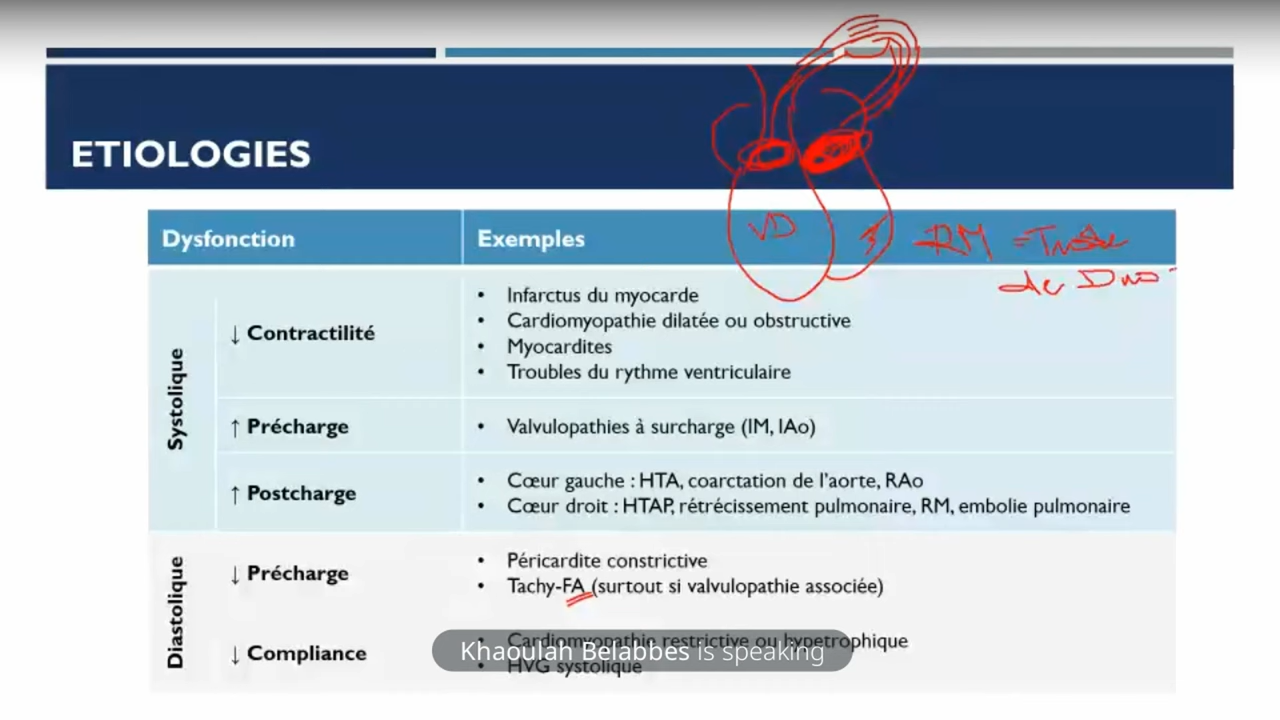 ETIOLOGIES
Dysfonction
Exemples
VD
RM =
de
Systolique
↓ Contractilité
• Infarctus du myocarde
• Cardiomyopathie dilatée ou obstructive
• Myocardites
• Troubles du rythme ventriculaire
↑ Précharge
• Valvulopathies à surcharge (IM, IAo)
↑ Postcharge
• Cœur gauche : HTA, coarctation de l'aorte, RAo
• Cœur droit : HTAP, rétrécissement pulmonaire, RM, embolie pulmonaire
Diastolique
↓ Précharge
• Péricardite constrictive
• Tachy-FA (surtout si valvulopathie associée)
↓ Compliance
• Cardiomyopathie restrictive ou hypetrophique
• HVG systolique
Khaoulah Belabbes is speaking